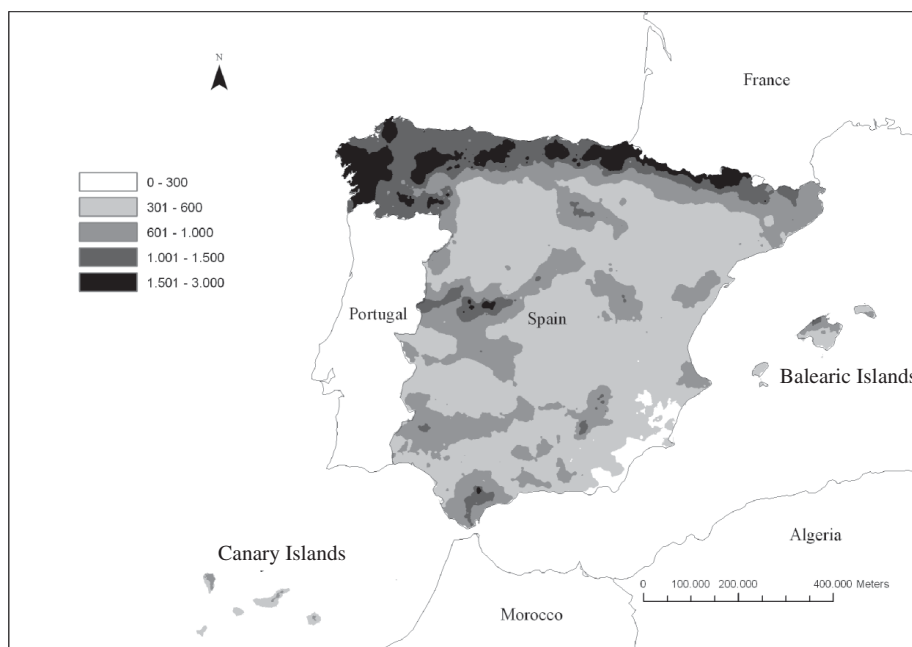 N
France
0 - 300
301 - 600
601 - 1.000
1.001 - 1.500
1.501 - 3.000
Portugal
Spain
Balearic Islands
Algeria
Canary Islands
0 100.000 200.000 400.000 Meters
Morocco